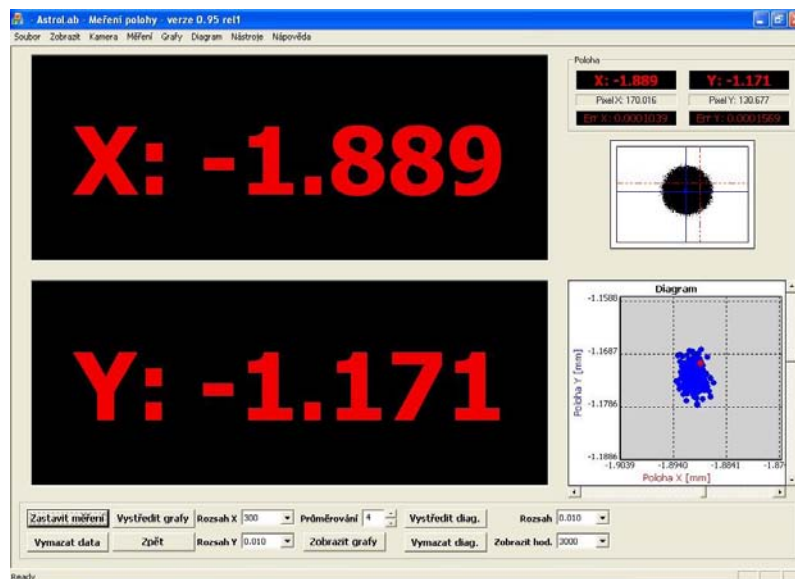 AstroLab - Meření polohy - verze 0.95 rel1
Soubor Zobrazit Kamera Měření Grafy Diagram Nástroje Nápověda
X: -1.889
Y: -1.171
Poloha
X: -1.889 Y: -1.171
Pixel X: 170.016 Pixel Y: 130.677
Err X: 0.0001039 Err Y: 0.0001569
Diagram
-1.1588
-1.1687
-1.1786
-1.1886
Poloha Y [mm]
-1.9039 -1.8940 -1.8841 -1.87
Poloha X [mm]
Zastavit měření Vystředit grafy Rozsah X 300 Průměrování 4 Vystředit diag. Rozsah 0.010
Vymazat data Zpět Rozsah Y 0.010 Zobrazit grafy Vymazat diag. Zobrazit hod. 3000
Ready